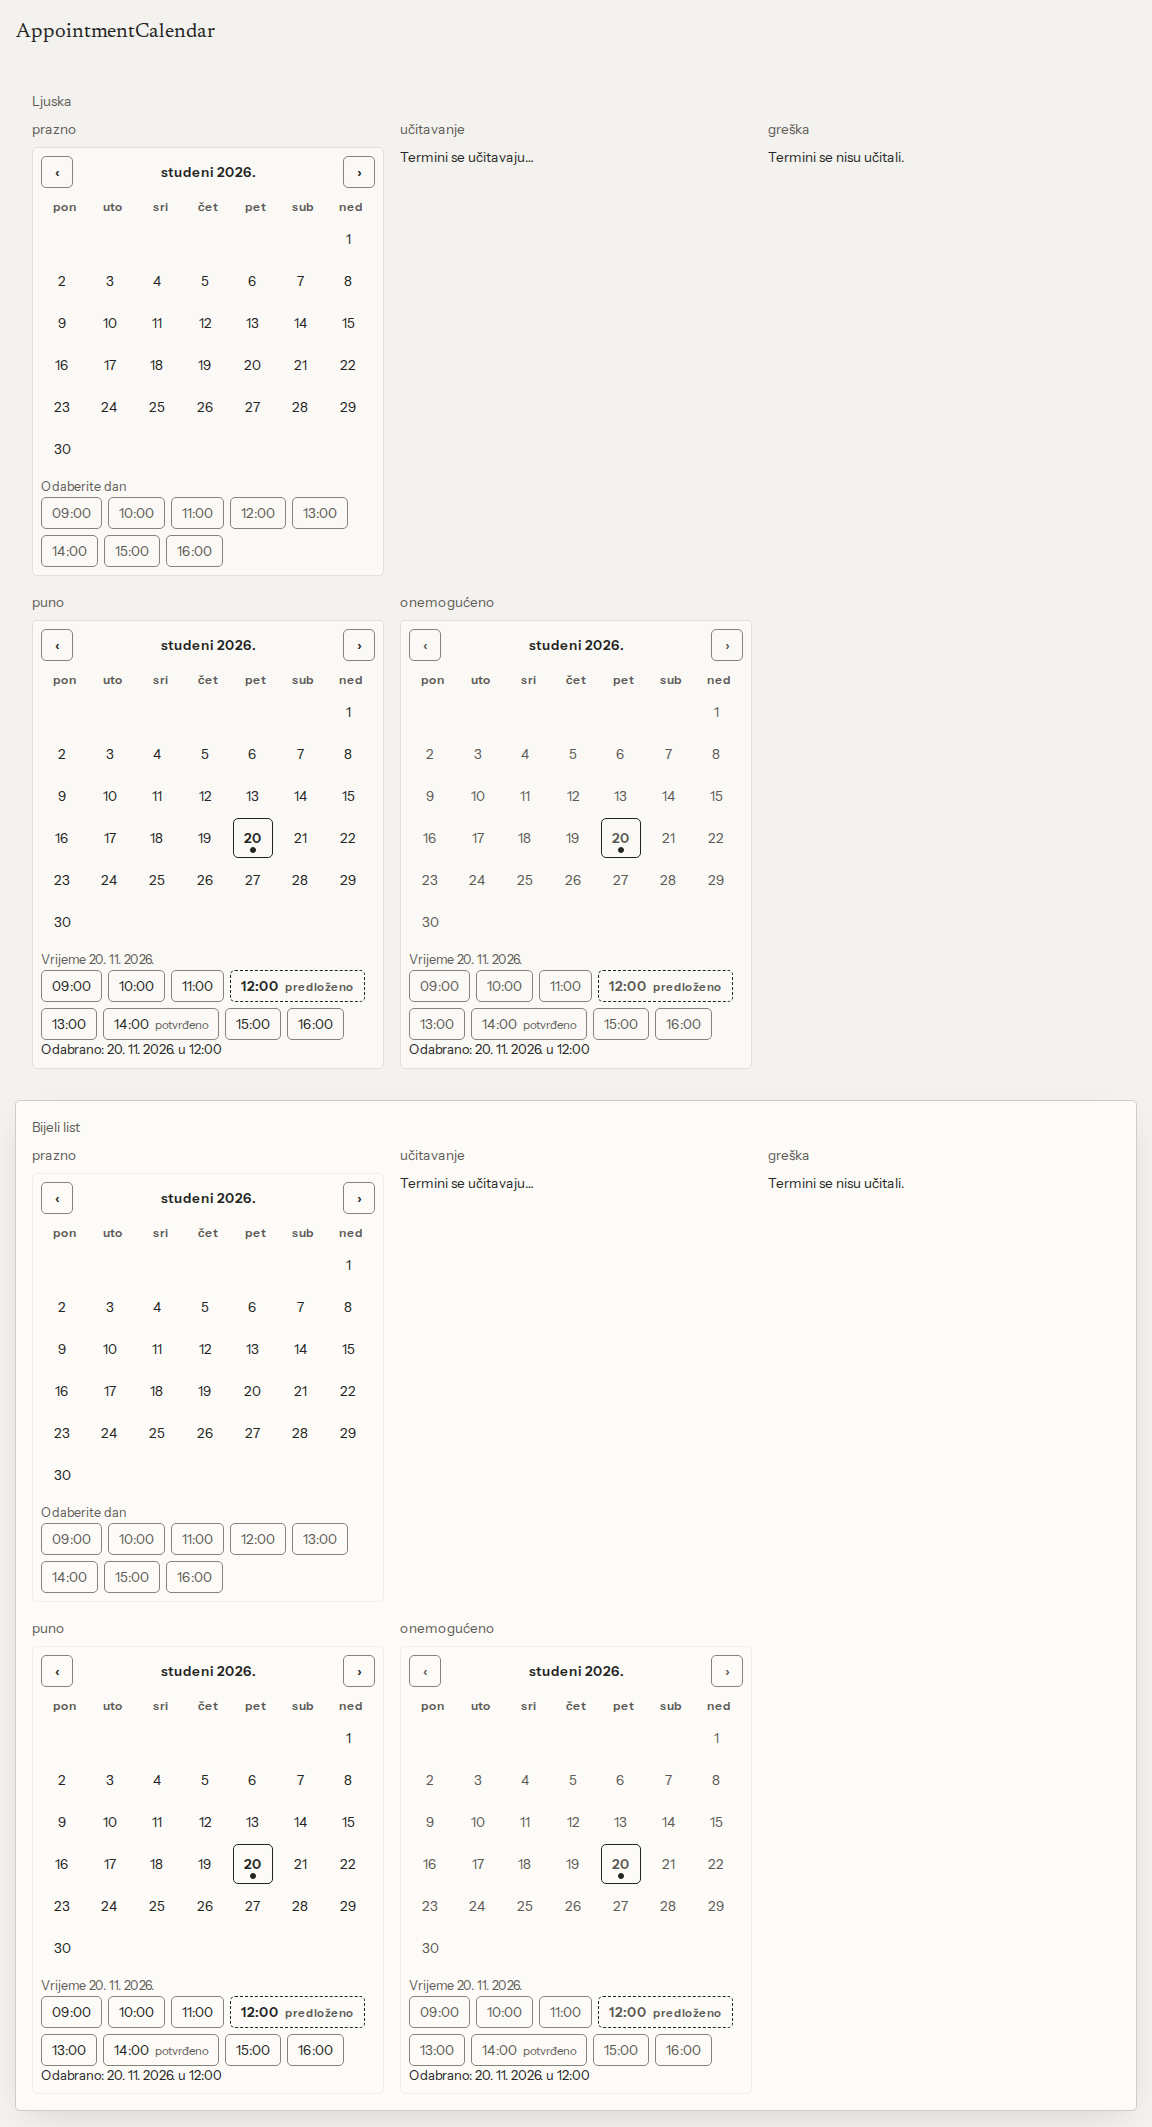 AppointmentCalendar
Ljuska
prazno učitavanje greška
‹ studeni 2026. › Termini se učitavaju... Termini se nisu učitali.
pon uto sri čet pet sub ned
1
2 3 4 5 6 7 8
9 10 11 12 13 14 15
16 17 18 19 20 21 22
23 24 25 26 27 28 29
30
Odaberite dan
09:00 10:00 11:00 12:00 13:00
14:00 15:00 16:00
puno onemogućeno
‹ studeni 2026. › ‹ studeni 2026. ›
pon uto sri čet pet sub ned pon uto sri čet pet sub ned
1 1
2 3 4 5 6 7 8 2 3 4 5 6 7 8
9 10 11 12 13 14 15 9 10 11 12 13 14 15
16 17 18 19 20 21 22 16 17 18 19 20 21 22
23 24 25 26 27 28 29 23 24 25 26 27 28 29
30 30
Vrijeme 20. 11. 2026. Vrijeme 20. 11. 2026.
09:00 10:00 11:00 12:00 predloženo 09:00 10:00 11:00 12:00 predloženo
13:00 14:00 potvrđeno 15:00 16:00 13:00 14:00 potvrđeno 15:00 16:00
Odabrano: 20. 11. 2026. u 12:00 Odabrano: 20. 11. 2026. u 12:00
Bijeli list
prazno učitavanje greška
‹ studeni 2026. › Termini se učitavaju... Termini se nisu učitali.
pon uto sri čet pet sub ned
1
2 3 4 5 6 7 8
9 10 11 12 13 14 15
16 17 18 19 20 21 22
23 24 25 26 27 28 29
30
Odaberite dan
09:00 10:00 11:00 12:00 13:00
14:00 15:00 16:00
puno onemogućeno
‹ studeni 2026. › ‹ studeni 2026. ›
pon uto sri čet pet sub ned pon uto sri čet pet sub ned
1 1
2 3 4 5 6 7 8 2 3 4 5 6 7 8
9 10 11 12 13 14 15 9 10 11 12 13 14 15
16 17 18 19 20 21 22 16 17 18 19 20 21 22
23 24 25 26 27 28 29 23 24 25 26 27 28 29
30 30
Vrijeme 20. 11. 2026. Vrijeme 20. 11. 2026.
09:00 10:00 11:00 12:00 predloženo 09:00 10:00 11:00 12:00 predloženo
13:00 14:00 potvrđeno 15:00 16:00 13:00 14:00 potvrđeno 15:00 16:00
Odabrano: 20. 11. 2026. u 12:00 Odabrano: 20. 11. 2026. u 12:00